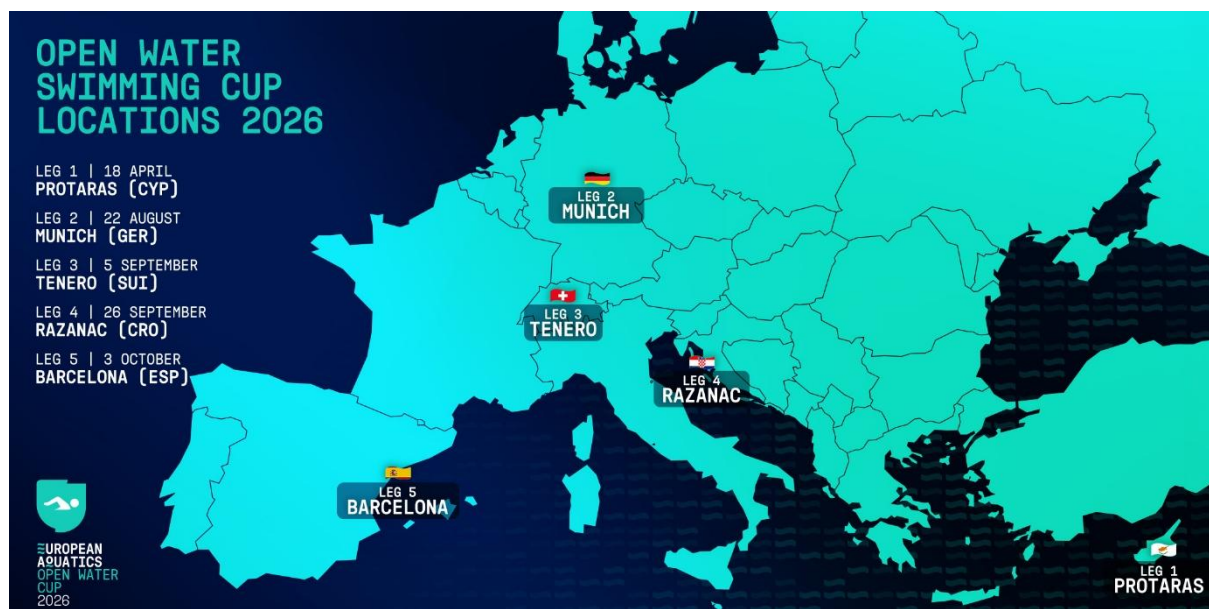 OPEN WATER
SWIMMING CUP
LOCATIONS 2026
LEG 1 | 18 APRIL
PROTARAS (CYP)
LEG 2 | 22 AUGUST
MUNICH (GER)
LEG 3 | 5 SEPTEMBER
TENERO (SUI)
LEG 4 | 26 SEPTEMBER
RAZANAC (CRO)
LEG 5 | 3 OCTOBER
BARCELONA (ESP)
LEG 2
MUNICH
LEG 3
TENERO
LEG 4
RAZANAC
LEG 5
BARCELONA
LEG 1
PROTARAS
EUROPEAN
AQUATICS
OPEN WATER
CUP
2026